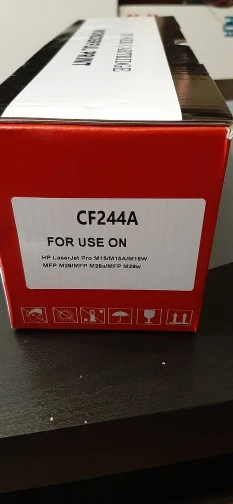 CF244A
FOR USE ON
HP LaserJet Pro M15/M15A/M15W
MFP M28/MFP M28a/MFP M28w